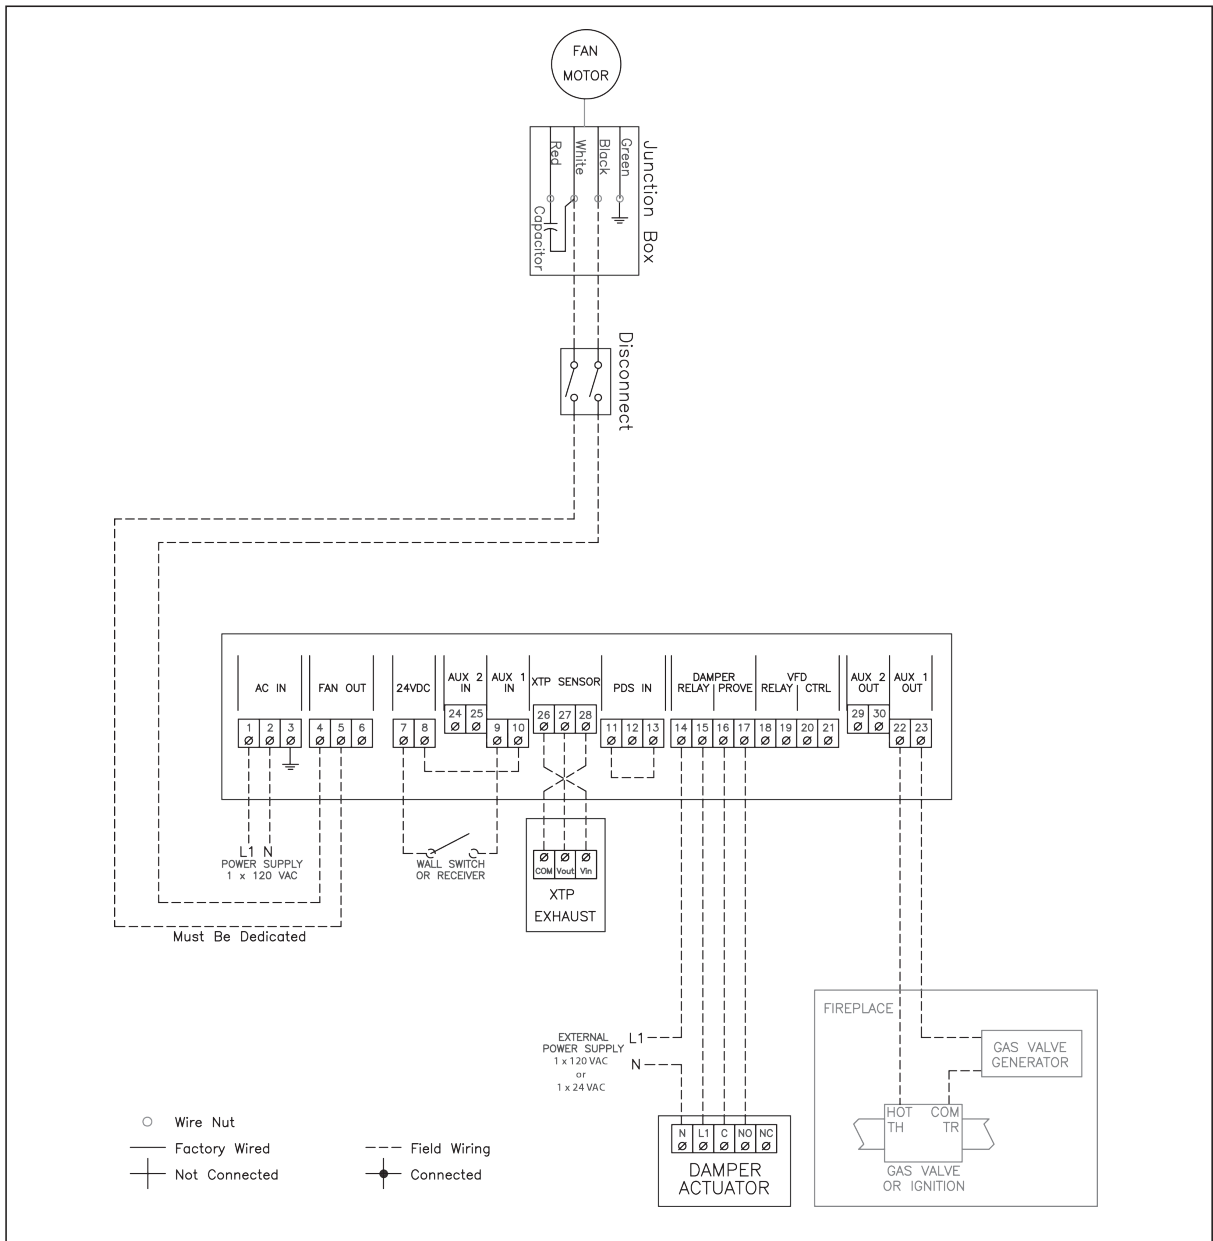 FAN
MOTOR
Red
White
Black
Green
Junction Box
Capacitor
Disconnect
AC IN
FAN OUT
24VDC
AUX 2
IN
AUX 1
IN
XTP SENSOR
PDS IN
DAMPER
RELAY PROVE
VFD
RELAY CTRL
AUX 2
OUT
AUX 1
OUT
24 25
26 27 28
29 30
1 2 3
4 5 6
7 8
9 10
11 12 13
14 15 16 17
18 19 20 21
22 23
L1 N
POWER SUPPLY
1 x 120 VAC
WALL SWITCH
OR RECEIVER
COM Vout Vin
XTP
EXHAUST
Must Be Dedicated
EXTERNAL
POWER SUPPLY
1 x 120 VAC
or
1 x 24 VAC
L1
N
N L1 C NO NC
DAMPER
ACTUATOR
FIREPLACE
GAS VALVE
GENERATOR
HOT COM
TH TR
GAS VALVE
OR IGNITION
Wire Nut
Factory Wired
Field Wiring
Not Connected
Connected